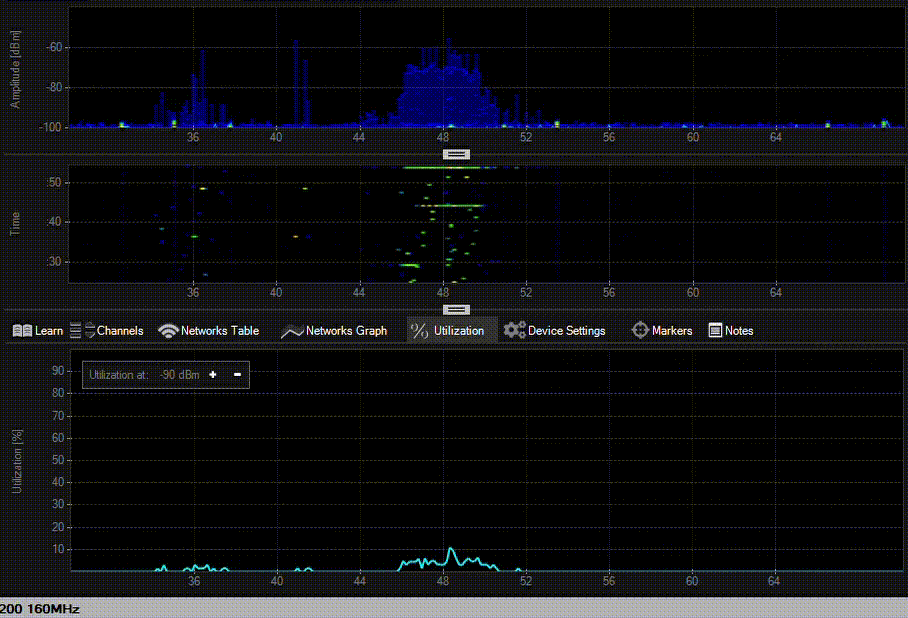 Amplitude [dBm]
-60
-80
-100
36 40 44 48 52 56 60 64
Time
:50
:40
:30
36 40 44 48 52 56 60 64
Learn Channels Networks Table Networks Graph Utilization Device Settings Markers Notes
Utilization at: -90 dBm + -
Utilization [%]
90
80
70
60
50
40
30
20
10
36 40 44 48 52 56 60 64
200 160MHz